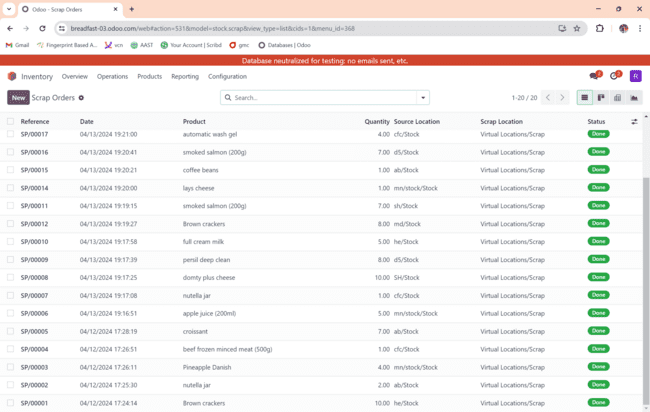 Odoo - Scrap Orders
breadfast-03.odoo.com/web#action=531&model=stock.scrap&view_type=list&cids=1&menu_id=368
Gmail Fingerprint Based A... xcn AAST Your Account | Scribd gmc Databases | Odoo
Database neutralized for testing: no emails sent, etc.
Inventory Overview Operations Products Reporting Configuration
New Scrap Orders Search... 1-20 / 20
Reference Date Product Quantity Source Location Scrap Location Status
SP/00017 04/13/2024 19:21:00 automatic wash gel 4.00 cfc/Stock Virtual Locations/Scrap Done
SP/00016 04/13/2024 19:20:41 smoked salmon (200g) 7.00 d5/Stock Virtual Locations/Scrap Done
SP/00015 04/13/2024 19:20:21 coffee beans 1.00 ab/Stock Virtual Locations/Scrap Done
SP/00014 04/13/2024 19:20:00 lays cheese 1.00 mn/stock/Stock Virtual Locations/Scrap Done
SP/00011 04/13/2024 19:19:15 smoked salmon (200g) 7.00 sh/Stock Virtual Locations/Scrap Done
SP/00012 04/13/2024 19:19:27 Brown crackers 8.00 md/Stock Virtual Locations/Scrap Done
SP/00010 04/13/2024 19:17:58 full cream milk 5.00 he/Stock Virtual Locations/Scrap Done
SP/00009 04/13/2024 19:17:39 persil deep clean 8.00 d5/Stock Virtual Locations/Scrap Done
SP/00008 04/13/2024 19:17:25 domty plus cheese 10.00 SH/Stock Virtual Locations/Scrap Done
SP/00007 04/13/2024 19:17:08 nutella jar 1.00 cfc/Stock Virtual Locations/Scrap Done
SP/00006 04/13/2024 19:16:51 apple juice (200ml) 5.00 mn/stock/Stock Virtual Locations/Scrap Done
SP/00005 04/12/2024 17:28:19 croissant 7.00 ab/Stock Virtual Locations/Scrap Done
SP/00004 04/12/2024 17:26:51 beef frozen minced meat (500g) 1.00 cfc/Stock Virtual Locations/Scrap Done
SP/00003 04/12/2024 17:26:11 Pineapple Danish 4.00 mn/stock/Stock Virtual Locations/Scrap Done
SP/00002 04/12/2024 17:25:30 nutella jar 2.00 ab/Stock Virtual Locations/Scrap Done
SP/00001 04/12/2024 17:24:14 Brown crackers 10.00 he/Stock Virtual Locations/Scrap Done